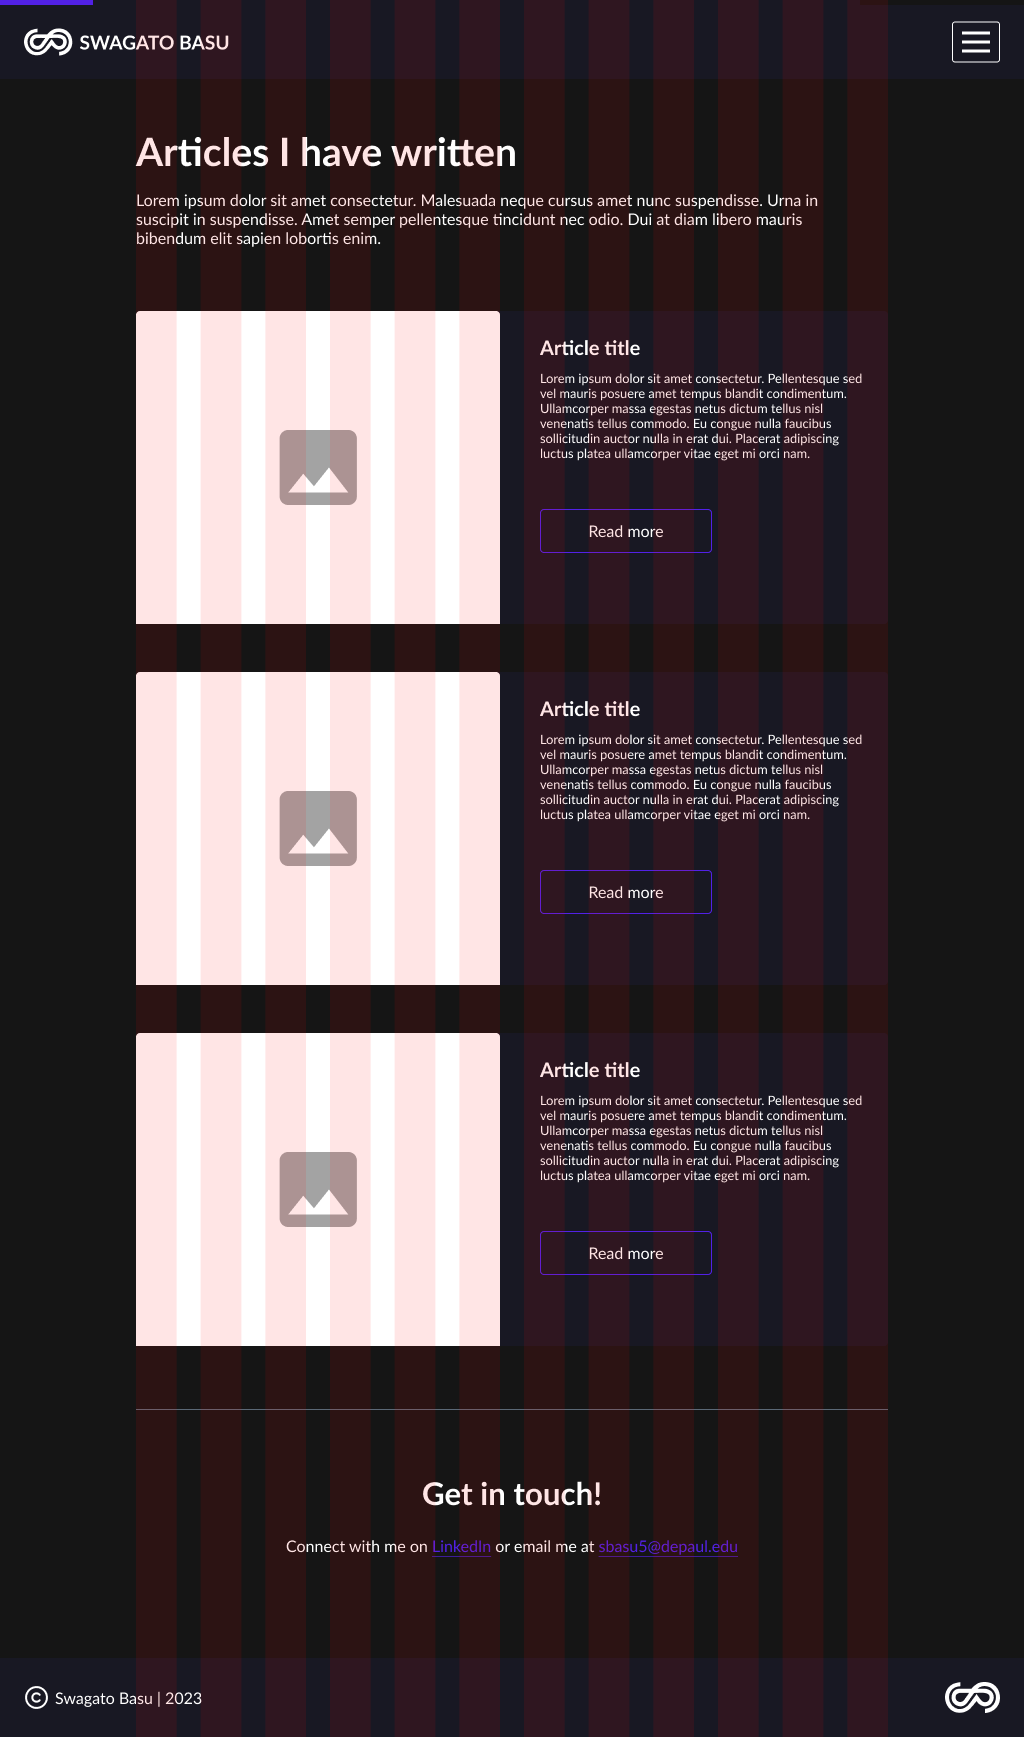 SWAGATO BASU
Articles I have written
Lorem ipsum dolor sit amet consectetur. Malesuada neque cursus amet nunc suspendisse. Urna in
suscipit in suspendisse. Amet semper pellentesque tincidunt nec odio. Dui at diam libero mauris
bibendum elit sapien lobortis enim.
Article title
Lorem ipsum dolor sit amet consectetur. Pellentesque sed
vel mauris posuere amet tempus blandit condimentum.
Ullamcorper massa egestas netus dictum tellus nisl
venenatis tellus commodo. Eu congue nulla faucibus
sollicitudin auctor nulla in erat dui. Placerat adipiscing
luctus platea ullamcorper vitae eget mi orci nam.
Read more
Article title
Lorem ipsum dolor sit amet consectetur. Pellentesque sed
vel mauris posuere amet tempus blandit condimentum.
Ullamcorper massa egestas netus dictum tellus nisl
venenatis tellus commodo. Eu congue nulla faucibus
sollicitudin auctor nulla in erat dui. Placerat adipiscing
luctus platea ullamcorper vitae eget mi orci nam.
Read more
Article title
Lorem ipsum dolor sit amet consectetur. Pellentesque sed
vel mauris posuere amet tempus blandit condimentum.
Ullamcorper massa egestas netus dictum tellus nisl
venenatis tellus commodo. Eu congue nulla faucibus
sollicitudin auctor nulla in erat dui. Placerat adipiscing
luctus platea ullamcorper vitae eget mi orci nam.
Read more
Get in touch!
Connect with me on LinkedIn or email me at sbasu5@depaul.edu
© Swagato Basu | 2023